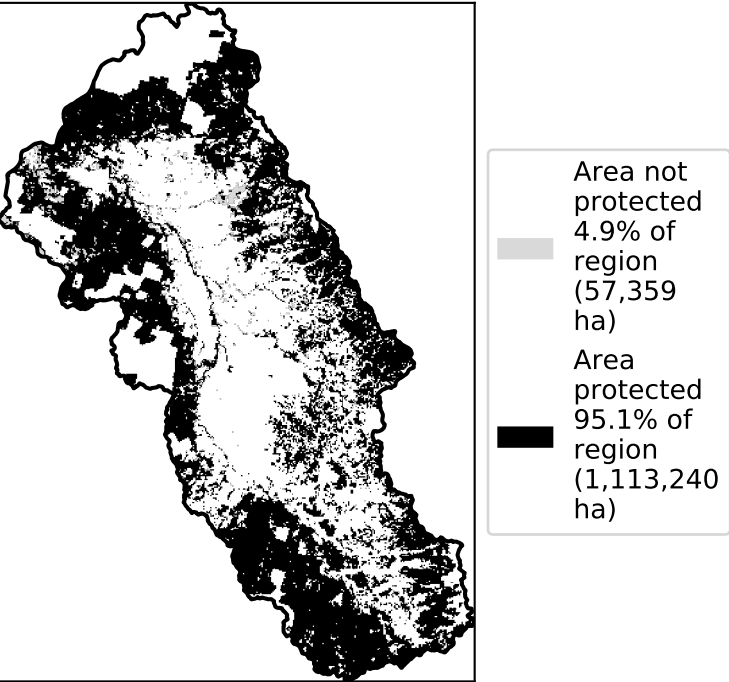 Area not
protected
4.9% of
region
(57,359
ha)
Area
protected
95.1% of
region
(1,113,240
ha)